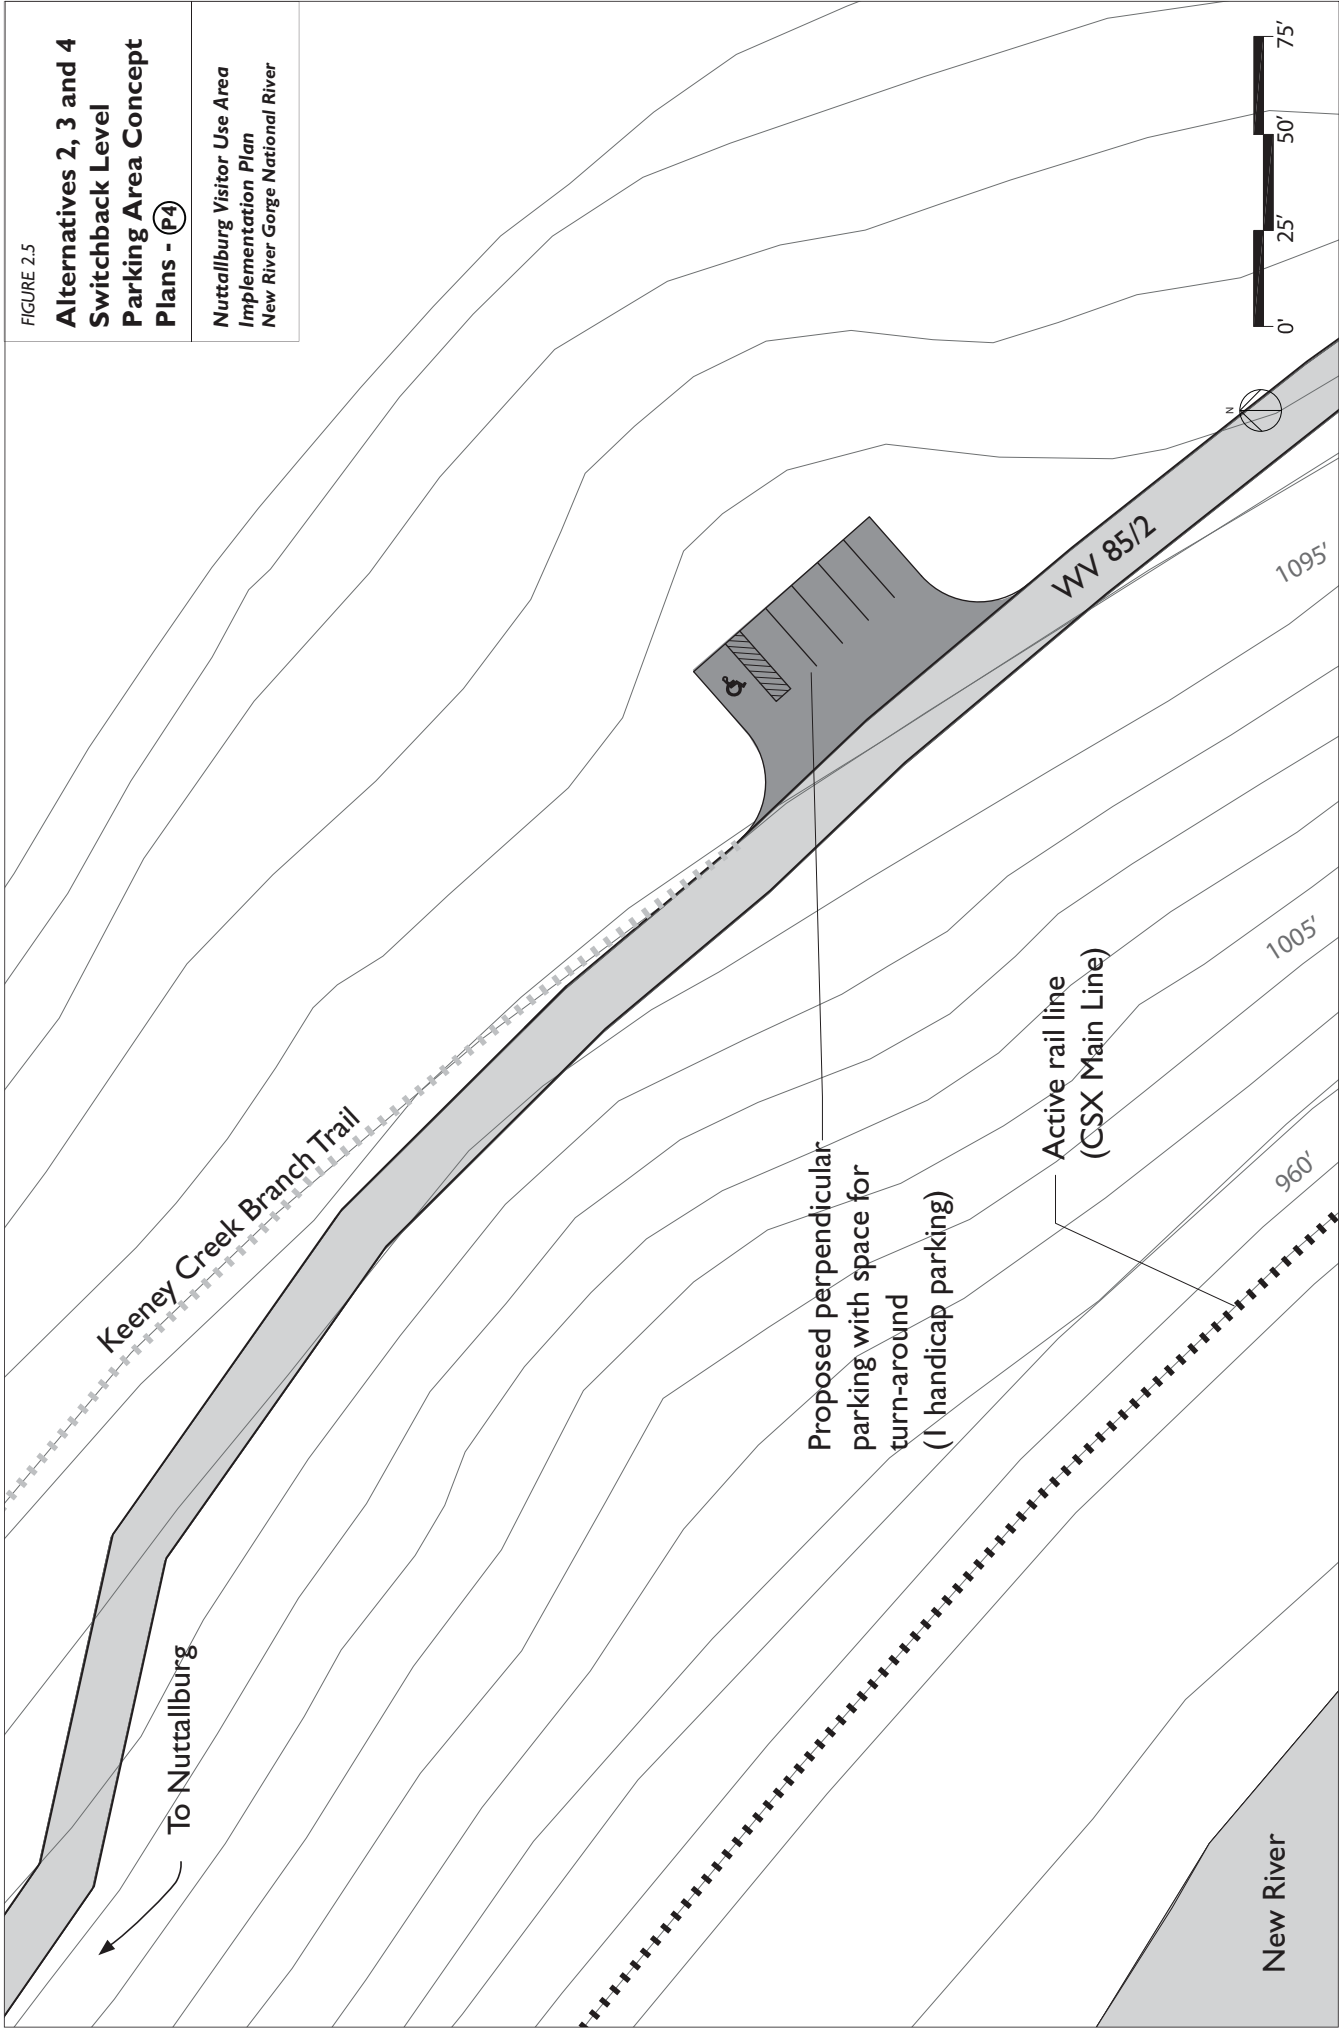 FIGURE 2.5
Alternatives 2, 3 and 4
Switchback Level
Parking Area Concept
Plans - P4
Nuttallburg Visitor Use Area
Implementation Plan
New River Gorge National River
Keeney Creek Branch Trail
To Nuttallburg
WV 85/2
Proposed perpendicular
parking with space for
turn-around
(1 handicap parking)
Active rail line
(CSX Main Line)
1095'
1005'
960'
New River
N
0' 25' 50' 75'